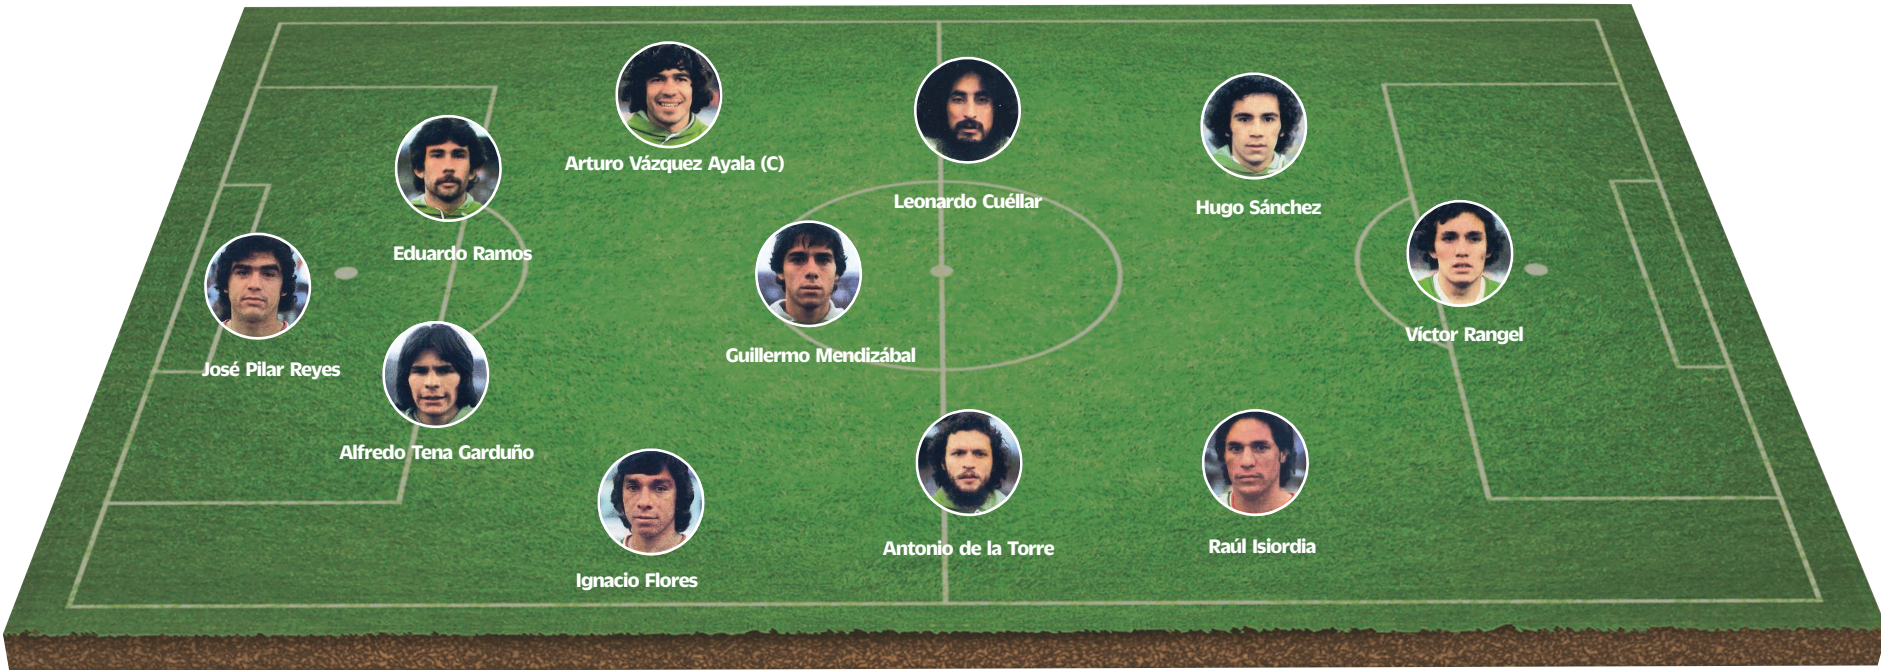 Arturo Vázquez Ayala (C)
Leonardo Cuéllar
Hugo Sánchez
Eduardo Ramos
Víctor Rangel
Guillermo Mendizábal
José Pilar Reyes
Alfredo Tena Garduño
Raúl Isiordia
Antonio de la Torre
Ignacio Flores